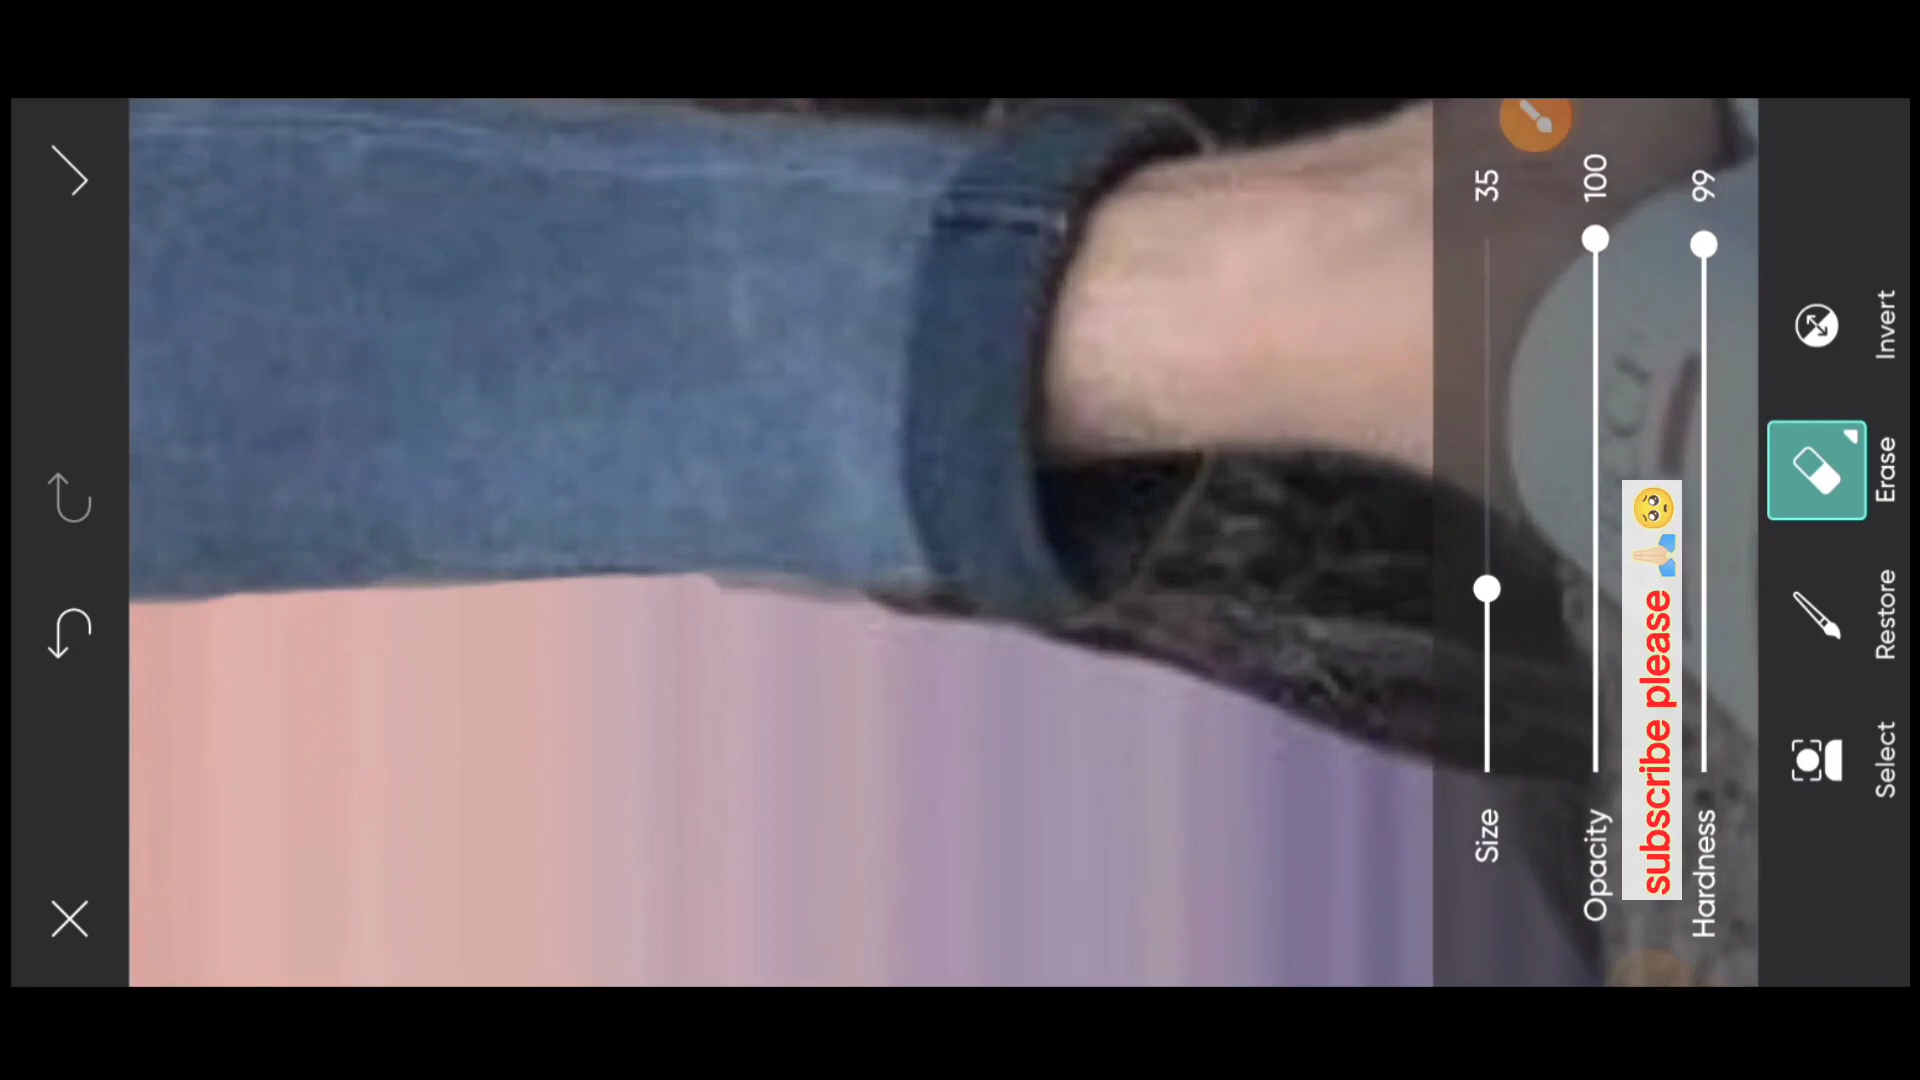 Size 35
Opacity 100
Hardness 99
subscribe please 🥺🙏🏻
Select
Restore
Erase
Invert